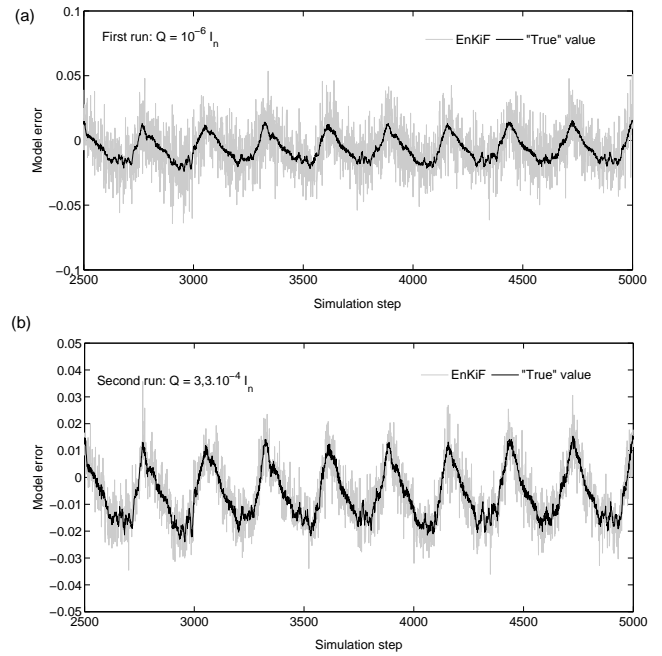 (a)
First run: Q = 10⁻⁶ Iₙ
EnKiF
"True" value
0.1
0.05
0
−0.05
−0.1
Model error
2500 3000 3500 4000 4500 5000
Simulation step
(b)
Second run: Q = 3,3.10⁻⁴ Iₙ
EnKiF
"True" value
0.05
0.04
0.03
0.02
0.01
0
−0.01
−0.02
−0.03
−0.04
−0.05
Model error
2500 3000 3500 4000 4500 5000
Simulation step